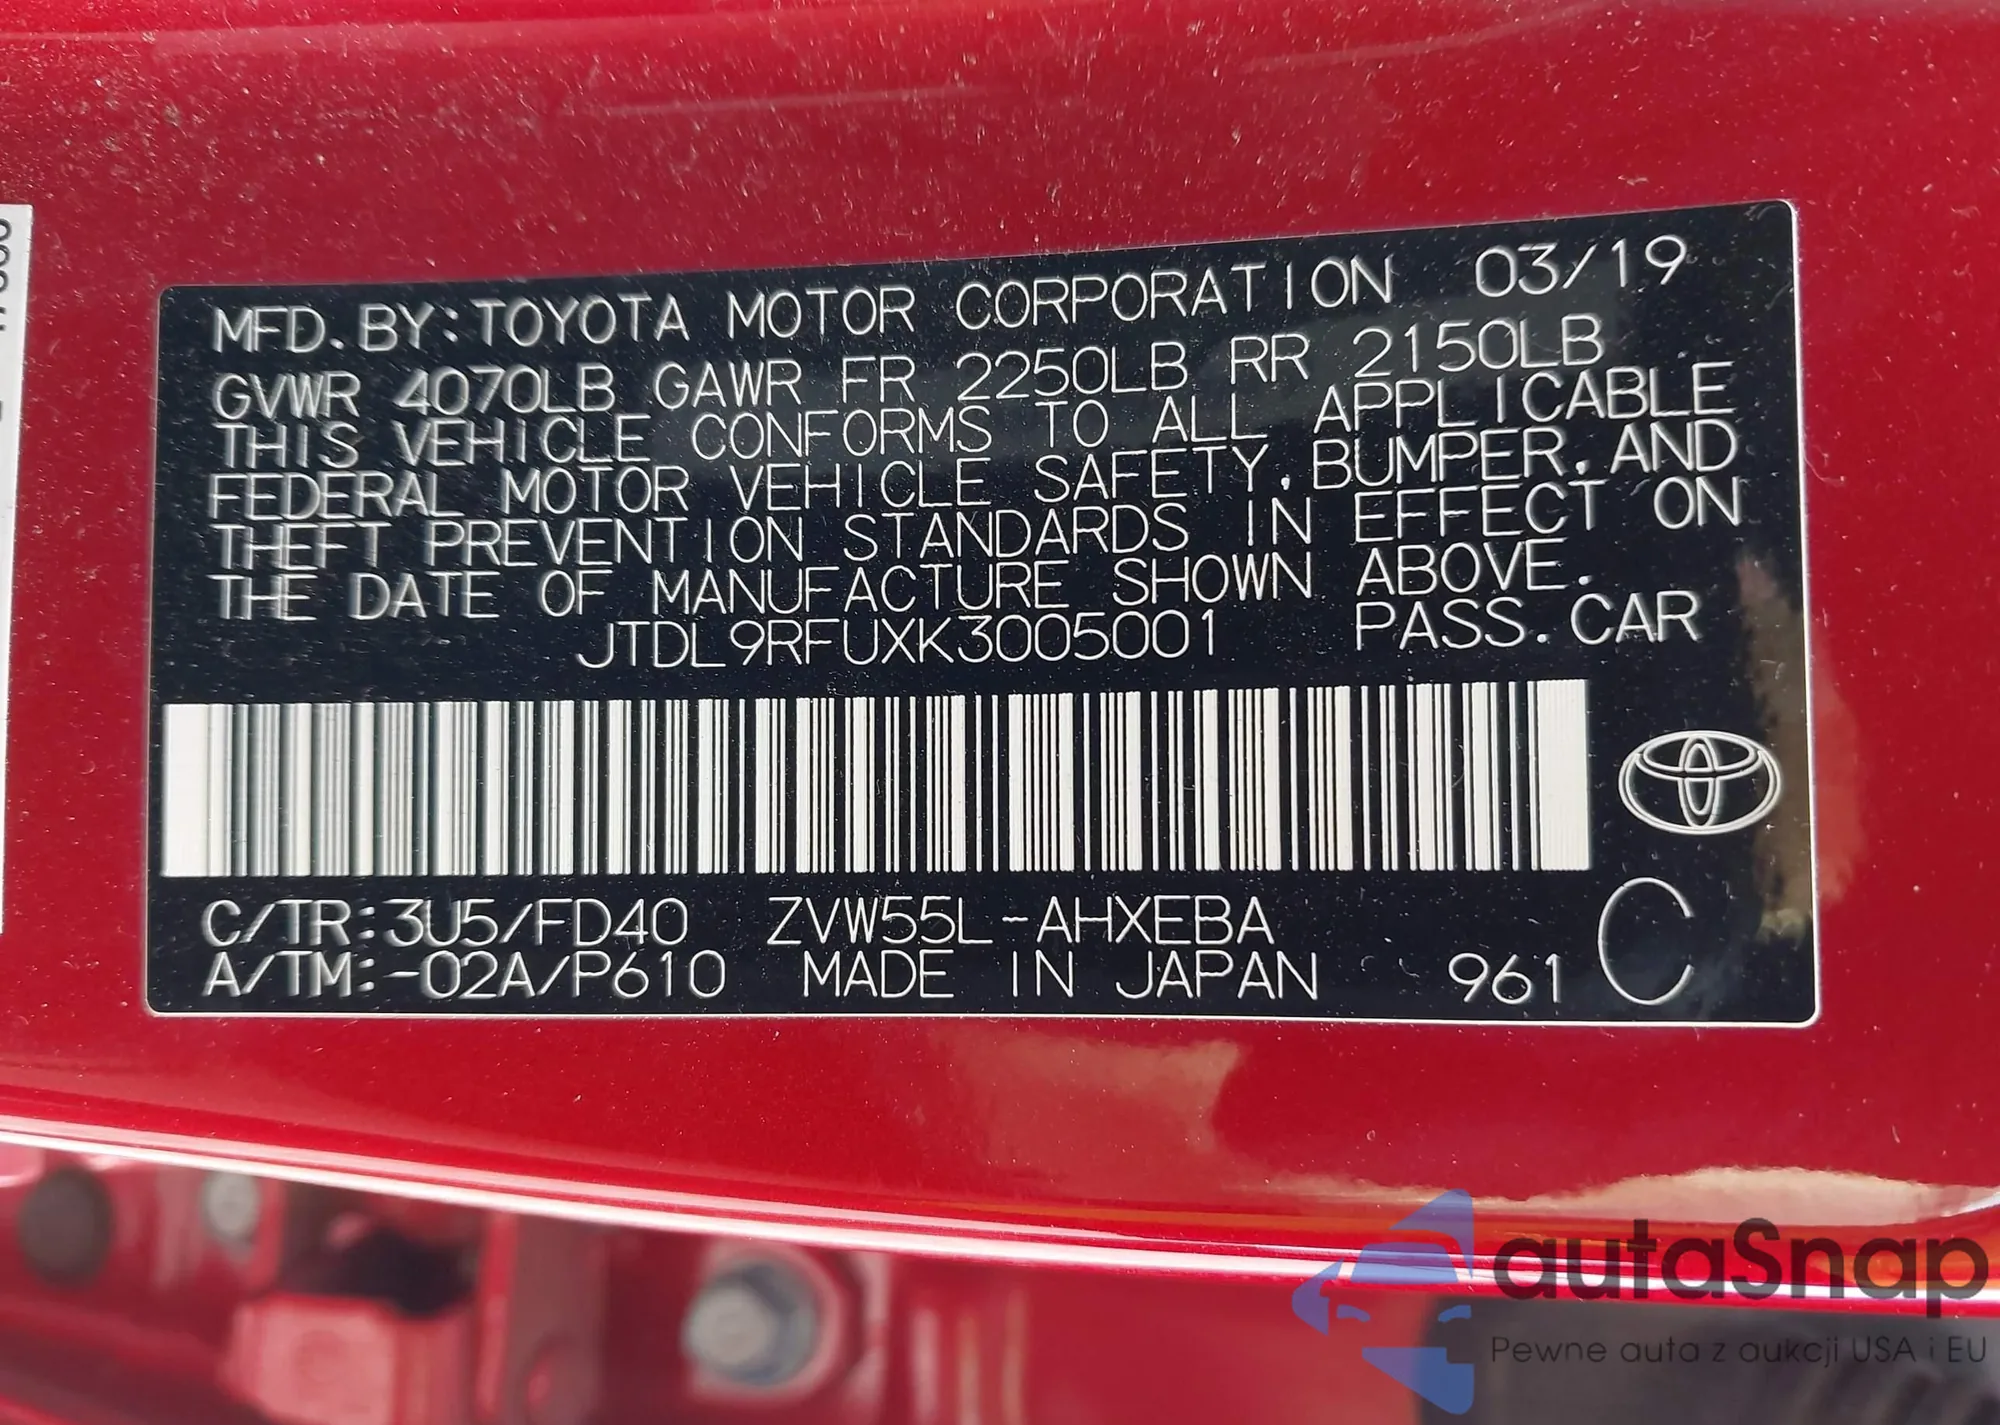 MFD. BY: TOYOTA MOTOR CORPORATION 03/19
GVWR 4070LB GAWR FR 2250LB RR 2150LB
THIS VEHICLE CONFORMS TO ALL APPLICABLE
FEDERAL MOTOR VEHICLE SAFETY, BUMPER, AND
THEFT PREVENTION STANDARDS IN EFFECT ON
THE DATE OF MANUFACTURE SHOWN ABOVE.
JTDL9RFUXK3005001 PASS. CAR
C/TR:3U5/FD40 ZVW55L-AHXEBA
A/TM:-02A/P610 MADE IN JAPAN 961 C
autaSnap
Pewne auta z aukcji USA i EU